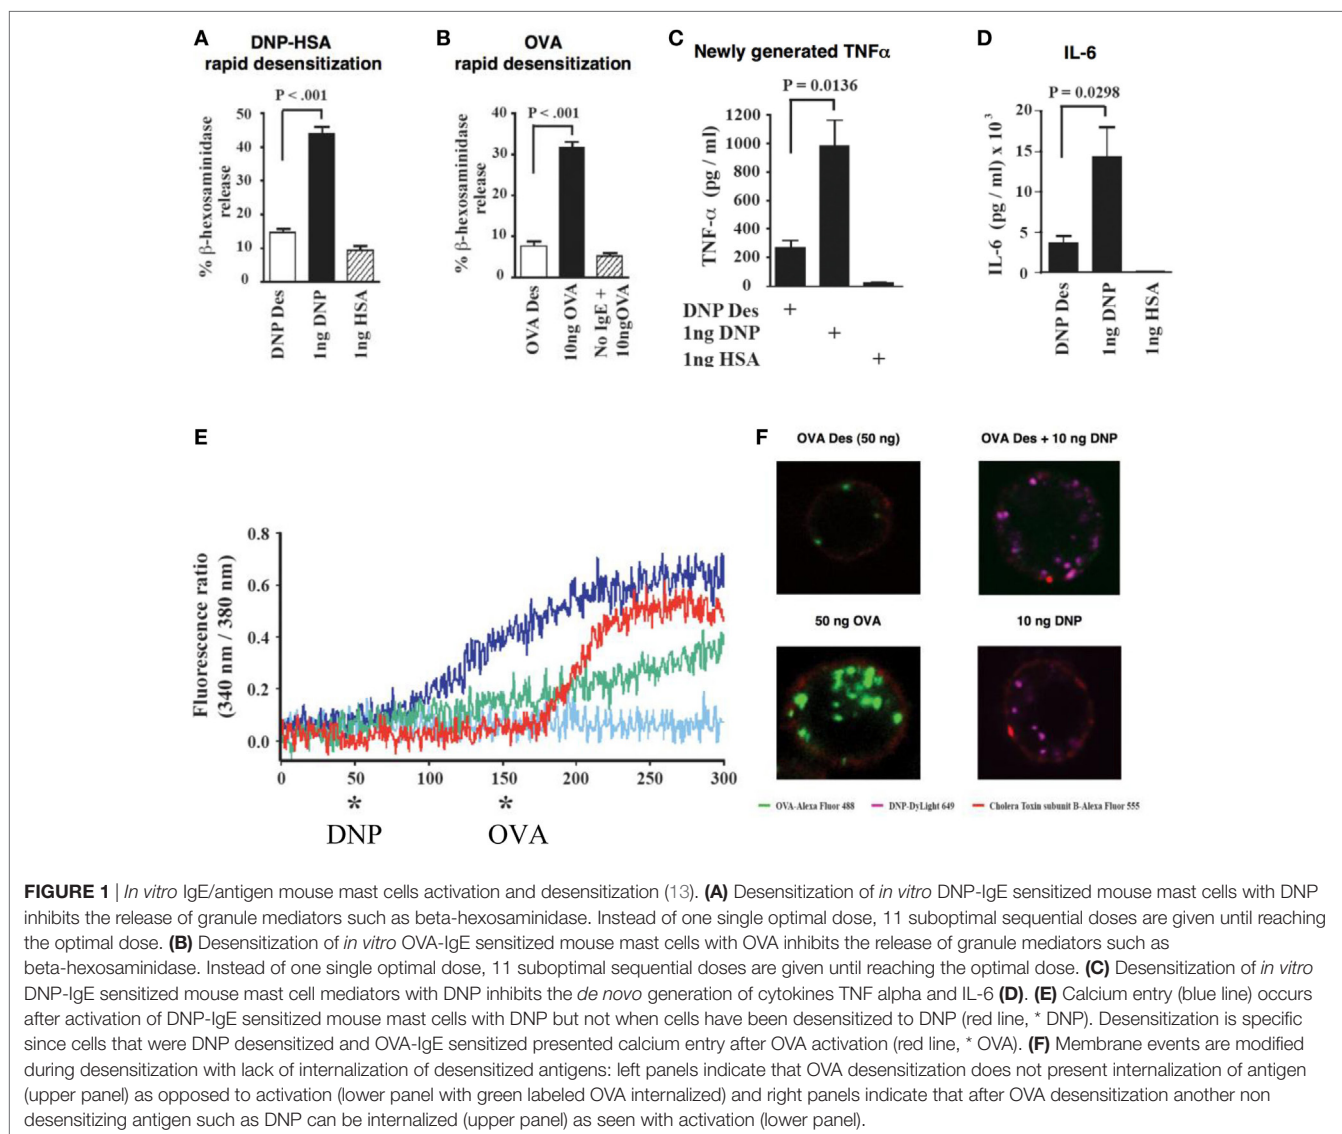 A
DNP-HSA
rapid desensitization
P < .001
% β-hexosaminidase
release
50
40
30
20
10
0
DNP Des
1ng DNP
1ng HSA
B
OVA
rapid desensitization
P < .001
% β-hexosaminidase
release
40
30
20
10
0
OVA Des
10ng OVA
No IgE +
10ngOVA
C
Newly generated TNFα
P = 0.0136
TNF-α (pg / ml)
1200
1000
800
600
400
200
0
DNP Des +
1ng DNP +
1ng HSA +
D
IL-6
P = 0.0298
IL-6 (pg / ml) x 10³
20
15
10
5
0
DNP Des
1ng DNP
1ng HSA
E
Fluorescence ratio
(340 nm / 380 nm)
0.8
0.6
0.4
0.2
0.0
0 50 100 150 200 250 300
* *
DNP OVA
F
OVA Des (50 ng) OVA Des + 10 ng DNP
50 ng OVA 10 ng DNP
OVA-Alexa Fluor 488 DNP-DyLight 649 Cholera Toxin subunit B-Alexa Fluor 555
FIGURE 1 | In vitro IgE/antigen mouse mast cells activation and desensitization (13). (A) Desensitization of in vitro DNP-IgE sensitized mouse mast cells with DNP
inhibits the release of granule mediators such as beta-hexosaminidase. Instead of one single optimal dose, 11 suboptimal sequential doses are given until reaching
the optimal dose. (B) Desensitization of in vitro OVA-IgE sensitized mouse mast cells with OVA inhibits the release of granule mediators such as
beta-hexosaminidase. Instead of one single optimal dose, 11 suboptimal sequential doses are given until reaching the optimal dose. (C) Desensitization of in vitro
DNP-IgE sensitized mouse mast cell mediators with DNP inhibits the de novo generation of cytokines TNF alpha and IL-6 (D). (E) Calcium entry (blue line) occurs
after activation of DNP-IgE sensitized mouse mast cells with DNP but not when cells have been desensitized to DNP (red line, * DNP). Desensitization is specific
since cells that were DNP desensitized and OVA-IgE sensitized presented calcium entry after OVA activation (red line, * OVA). (F) Membrane events are modified
during desensitization with lack of internalization of desensitized antigens: left panels indicate that OVA desensitization does not present internalization of antigen
(upper panel) as opposed to activation (lower panel with green labeled OVA internalized) and right panels indicate that after OVA desensitization another non
desensitizing antigen such as DNP can be internalized (upper panel) as seen with activation (lower panel).